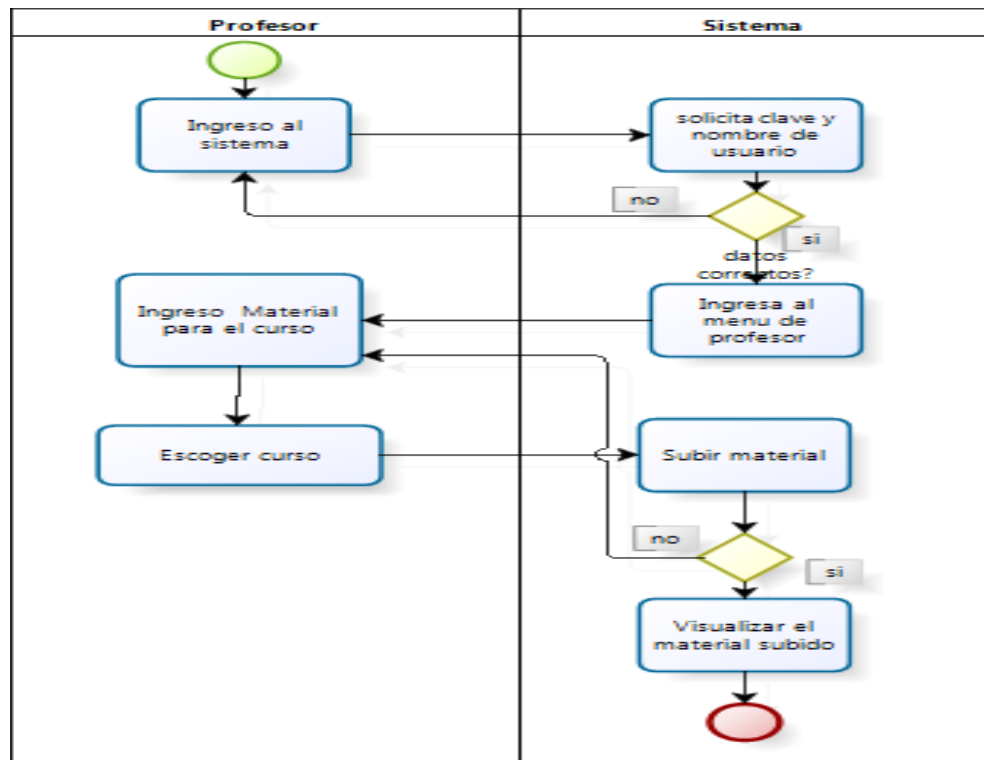 Profesor
Sistema
Ingreso al
sistema
solicita clave y
nombre de
usuario
no
si
datos
correctos?
Ingreso Material
para el curso
Ingresa al
menu de
profesor
Escoger curso
Subir material
no
si
Visualizar el
material subido